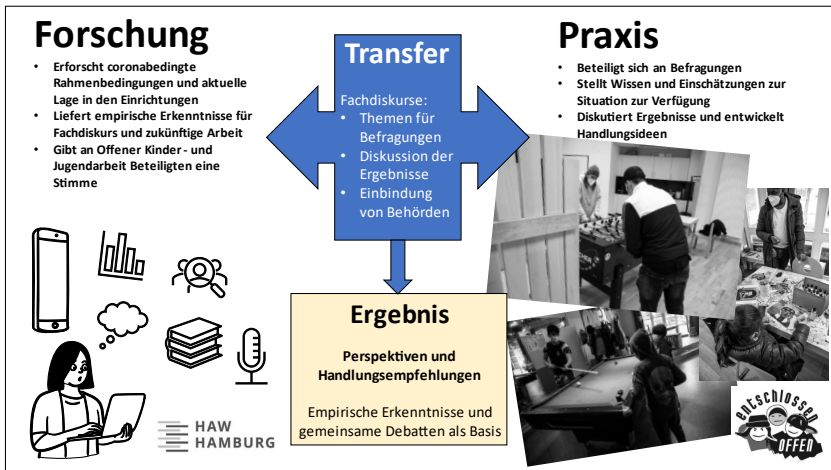 Forschung
• Erforscht coronabedingte
Rahmenbedingungen und aktuelle
Lage in den Einrichtungen
• Liefert empirische Erkenntnisse für
Fachdiskurs und zukünftige Arbeit
• Gibt an Offener Kinder- und
Jugendarbeit Beteiligten eine
Stimme
Transfer
Fachdiskurse:
• Themen für
Befragungen
• Diskussion der
Ergebnisse
• Einbindung
von Behörden
Praxis
• Beteiligt sich an Befragungen
• Stellt Wissen und Einschätzungen zur
Situation zur Verfügung
• Diskutiert Ergebnisse und entwickelt
Handlungsideen
Ergebnis
Perspektiven und
Handlungsempfehlungen
Empirische Erkenntnisse und
gemeinsame Debatten als Basis
HAW
HAMBURG
entschlossen
OFFEN